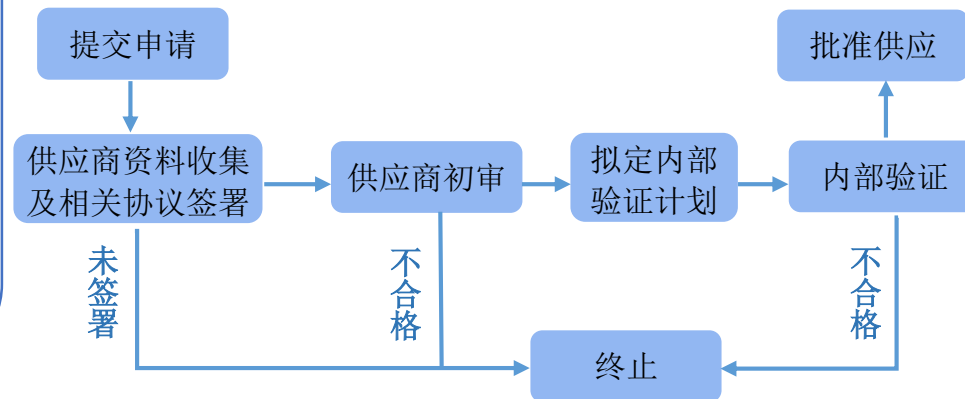 提交申请
批准供应
供应商资料收集
及相关协议签署
供应商初审
拟定内部
验证计划
内部验证
未签署
不合格
不合格
终止